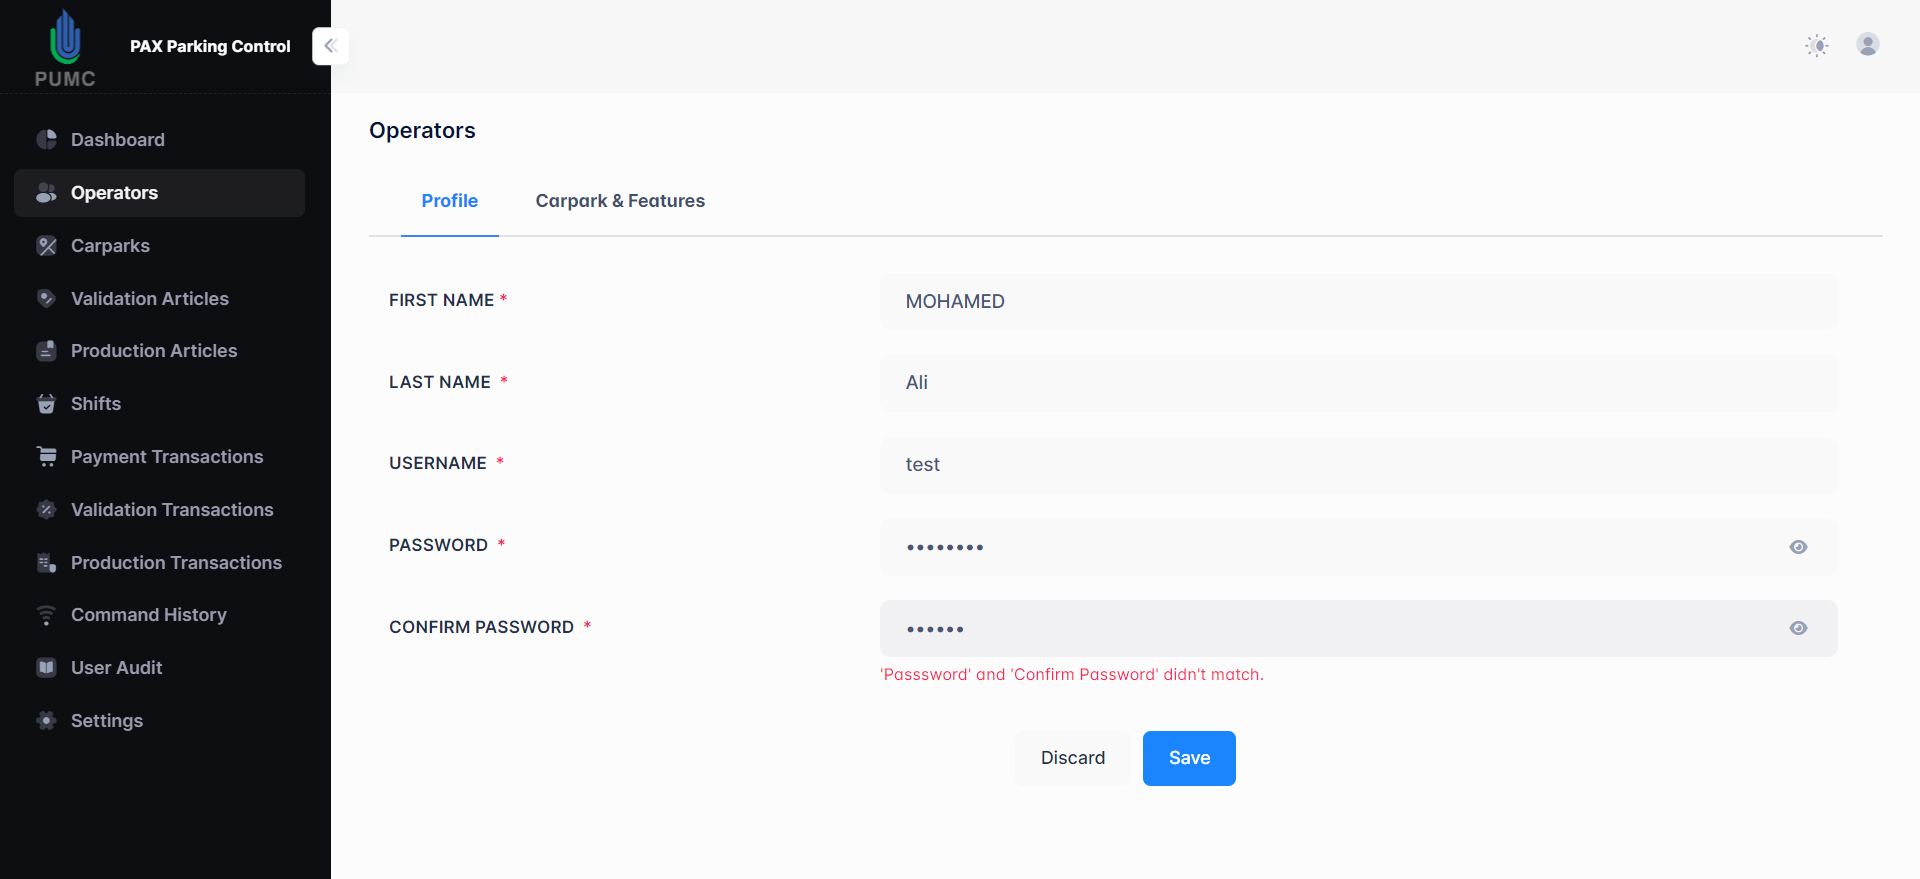 PUMC
PAX Parking Control
Dashboard
Operators
Carparks
Validation Articles
Production Articles
Shifts
Payment Transactions
Validation Transactions
Production Transactions
Command History
User Audit
Settings
Operators
Profile Carpark & Features
FIRST NAME * MOHAMED
LAST NAME * Ali
USERNAME * test
PASSWORD * ••••••••
CONFIRM PASSWORD * ••••••
'Passsword' and 'Confirm Password' didn't match.
Discard Save